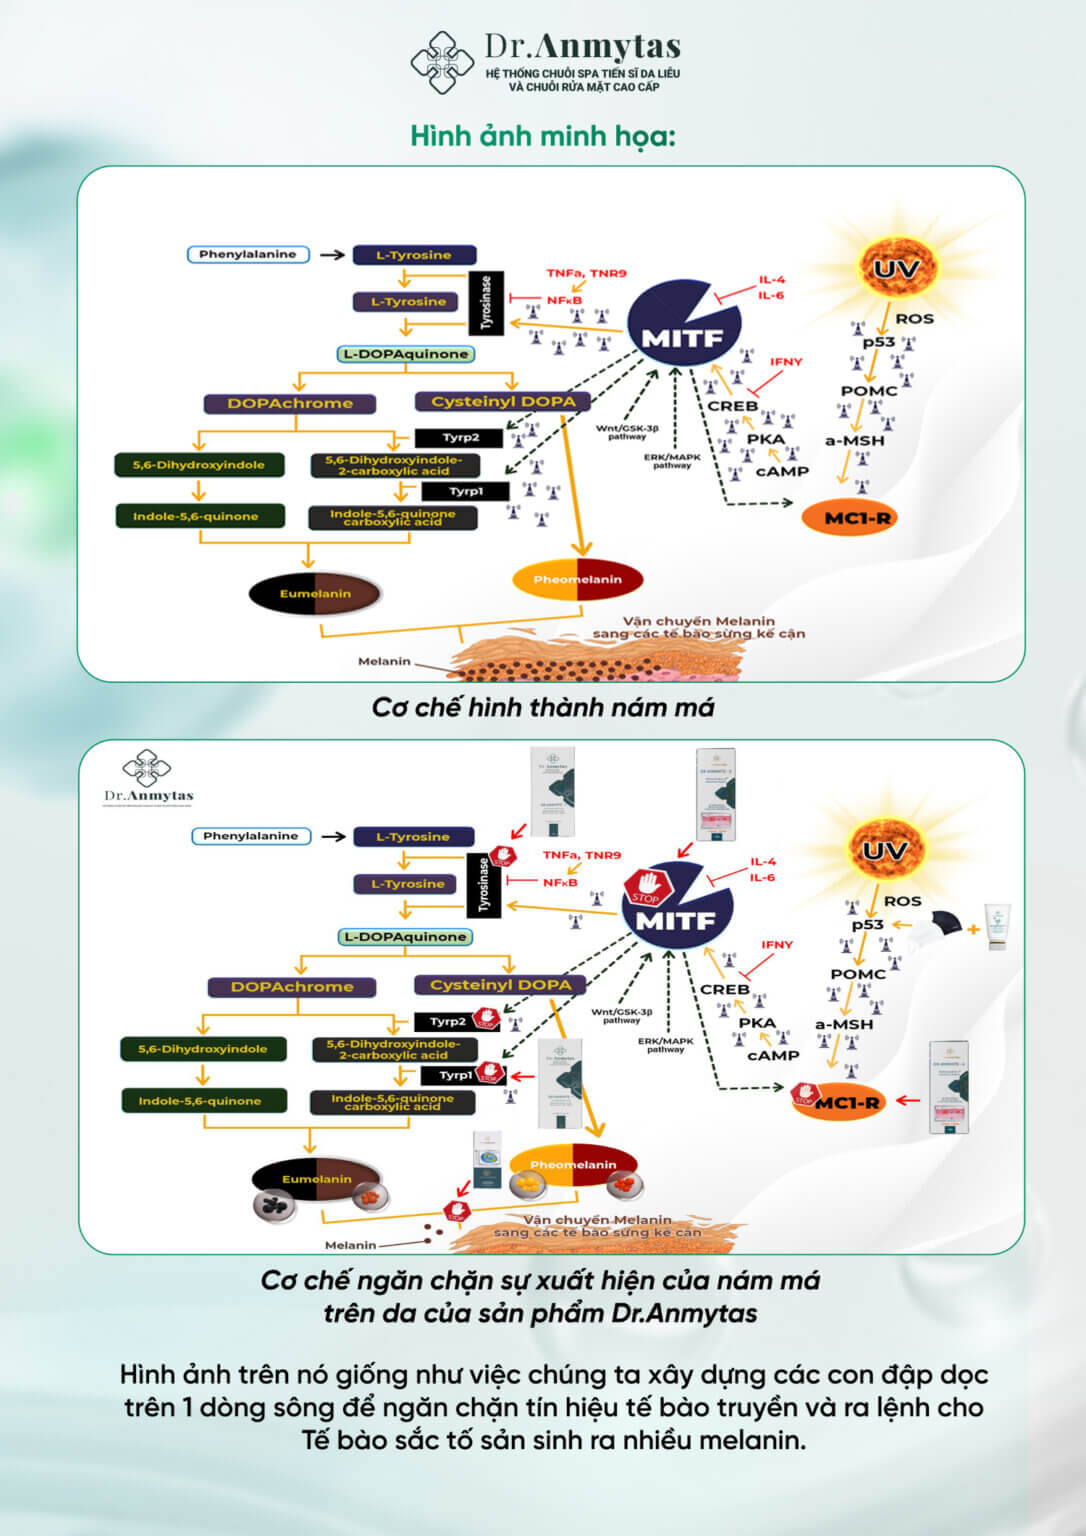 Dr.Anmytas
HỆ THỐNG CHUỖI SPA TIẾN SĨ DA LIỄU
VÀ CHUỖI RỬA MẶT CAO CẤP
Hình ảnh minh họa:
Phenylalanine
L-Tyrosine
L-Tyrosine
Tyrosinase
TNFa, TNR9
NFκB
MITF
IL-4
IL-6
UV
ROS
p53
IFNY
L-DOPAquinone
POMC
DOPAchrome
Cysteinyl DOPA
CREB
Wnt/GSK-3β
pathway
Tyrp2
PKA
a-MSH
5,6-Dihydroxyindole
5,6-Dihydroxyindole-
2-carboxylic acid
ERK/MAPK
pathway
cAMP
Tyrp1
Indole-5,6-quinone
Indole-5,6-quinone
carboxylic acid
MC1-R
Eumelanin
Pheomelanin
Vận chuyển Melanin
sang các tế bào sừng kế cận
Melanin
Cơ chế hình thành nám má
Dr.Anmytas
Dr.Anmytas
Phenylalanine
L-Tyrosine
STOP
TNFa, TNR9
IL-4
IL-6
UV
L-Tyrosine
Tyrosinase
NFκB
STOP
MITF
ROS
p53
+
L-DOPAquinone
IFNY
POMC
DOPAchrome
Cysteinyl DOPA
CREB
Wnt/GSK-3β
pathway
Tyrp2
STOP
PKA
a-MSH
5,6-Dihydroxyindole
5,6-Dihydroxyindole-
2-carboxylic acid
ERK/MAPK
pathway
cAMP
Tyrp1
STOP
Dr.Anmytas
Indole-5,6-quinone
Indole-5,6-quinone
carboxylic acid
STOP
MC1-R
Eumelanin
Pheomelanin
STOP
Vận chuyển Melanin
sang các tế bào sừng kế cận
Melanin
Cơ chế ngăn chặn sự xuất hiện của nám má
trên da của sản phẩm Dr.Anmytas
Hình ảnh trên nó giống như việc chúng ta xây dựng các con đập dọc
trên 1 dòng sông để ngăn chặn tín hiệu tế bào truyền và ra lệnh cho
Tế bào sắc tố sản sinh ra nhiều melanin.